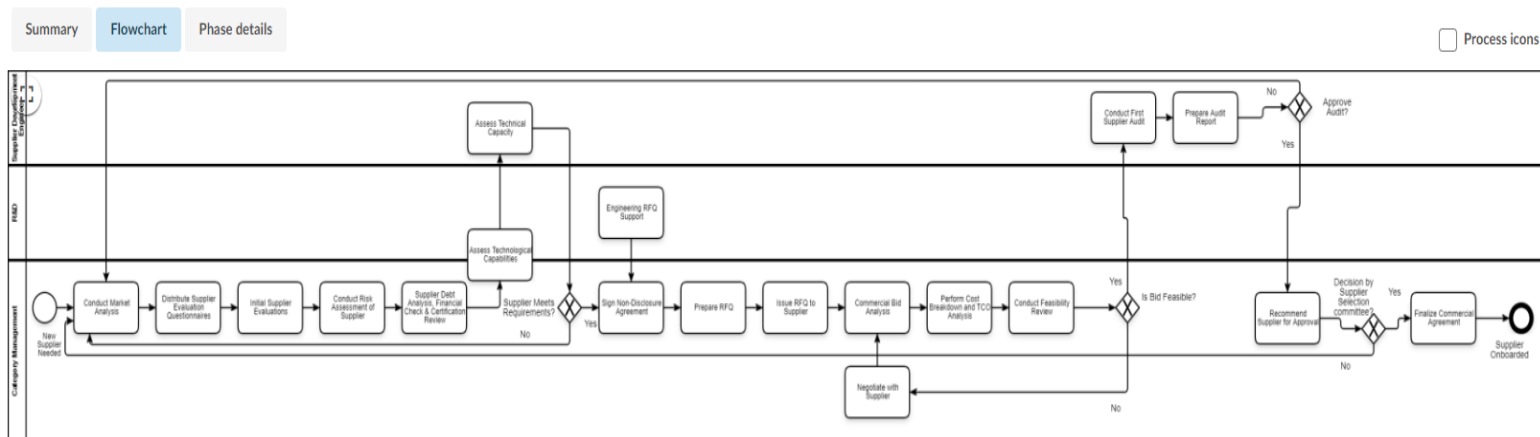 Summary
Flowchart
Phase details
Process icons
Supplier Development
Engineer
Assess Technical
Capacity
Conduct First
Supplier Audit
Prepare Audit
Report
No
Approve
Audit?
Yes
R&D
Engineering RFQ
Support
Assess Technological
Capabilities
Category Management
New
Supplier
Needed
Conduct Market
Analysis
Distribute Supplier
Evaluation
Questionnaires
Initial Supplier
Evaluations
Conduct Risk
Assessment of
Supplier
Supplier Debt
Analysis, Financial
Check & Certification
Review
Supplier Meets
Requirements?
Yes
No
Sign Non-Disclosure
Agreement
Prepare RFQ
Issue RFQ to
Supplier
Commercial Bid
Analysis
Perform Cost
Breakdown and TCO
Analysis
Conduct Feasibility
Review
Yes
Is Bid Feasible?
No
Negotiate with
Supplier
Recommend
Supplier for Approval
Decision by
Supplier
Selection
committee?
Yes
No
Finalize Commercial
Agreement
Supplier
Onboarded